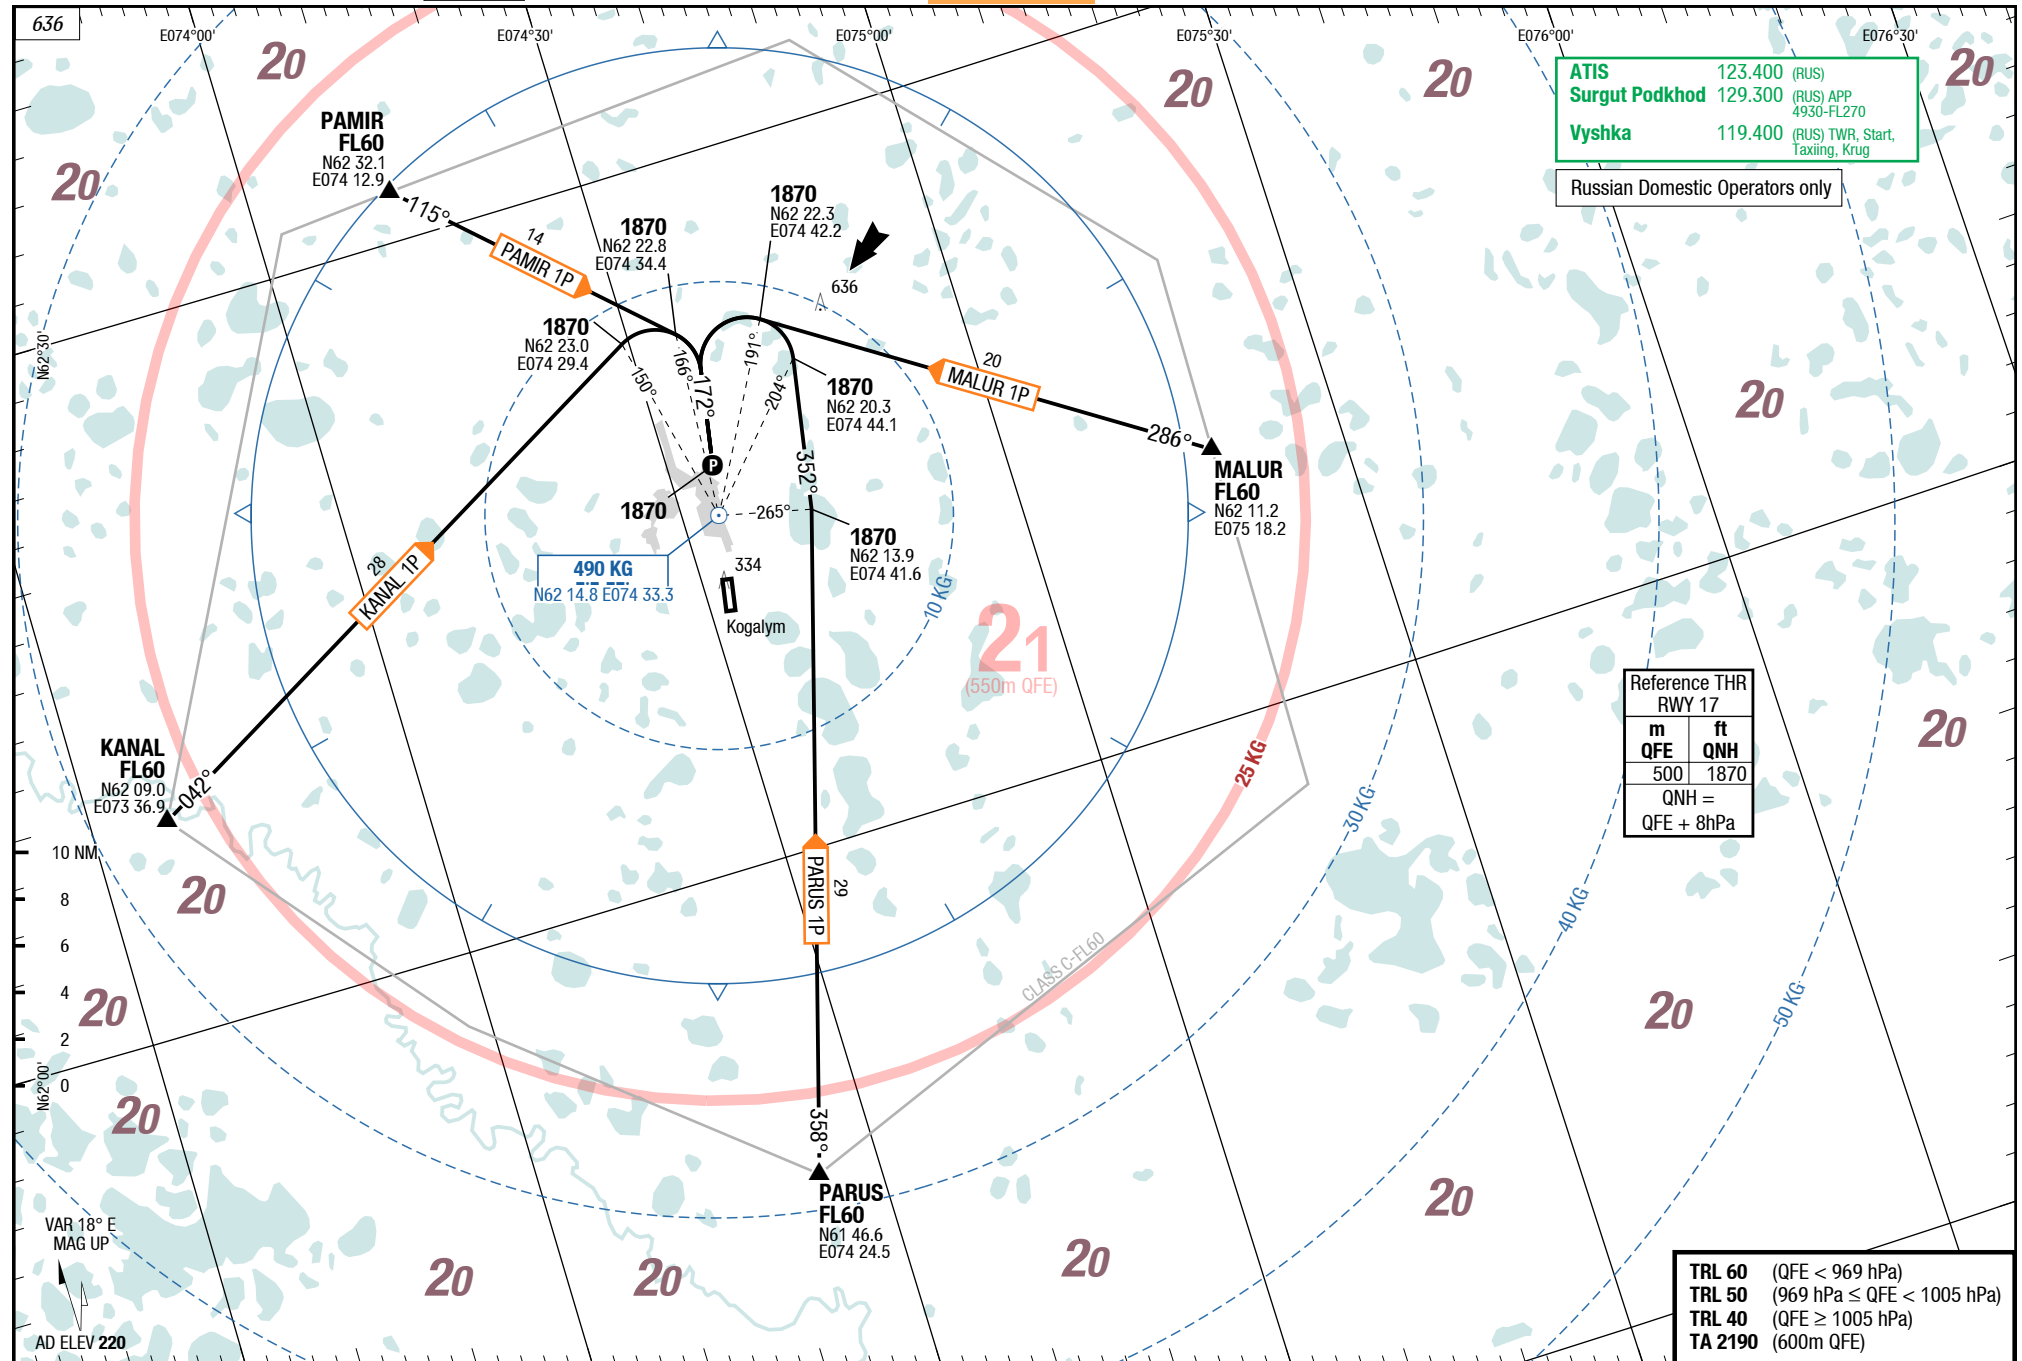 636
E074°00'
E074°30'
E075°00'
E075°30'
E076°00'
E076°30'
20
20
20
20
20
ATIS 123.400 (RUS)
Surgut Podkhod 129.300 (RUS) APP
4930-FL270
Vyshka 119.400 (RUS) TWR, Start,
Taxiing, Krug
Russian Domestic Operators only
PAMIR
FL60
N62 32.1
E074 12.9
115°
14
PAMIR 1P
1870
N62 22.8
E074 34.4
1870
N62 22.3
E074 42.2
636
1870
N62 23.0
E074 29.4
150°
166°
172°
191°
204°
20
MALUR 1P
286°
1870
N62 20.3
E074 44.1
352°
MALUR
FL60
N62 11.2
E075 18.2
20
N62°30'
P
1870
265°
1870
N62 13.9
E074 41.6
490 KG
N62 14.8 E074 33.3
334
Kogalym
10 KG
28
KANAL 1P
21
(550m QFE)
KANAL
FL60
N62 09.0
E073 36.9
042°
25 KG
30 KG
40 KG
50 KG
Reference THR
RWY 17
m ft
QFE QNH
500 1870
QNH =
QFE + 8hPa
20
10 NM
8
6
4
2
0
20
20
20
29
PARUS 1P
CLASS C-FL60
20
N62°00'
358°
PARUS
FL60
N61 46.6
E074 24.5
20
20
20
20
VAR 18° E
MAG UP
AD ELEV 220
TRL 60 (QFE < 969 hPa)
TRL 50 (969 hPa ≤ QFE < 1005 hPa)
TRL 40 (QFE ≥ 1005 hPa)
TA 2190 (600m QFE)